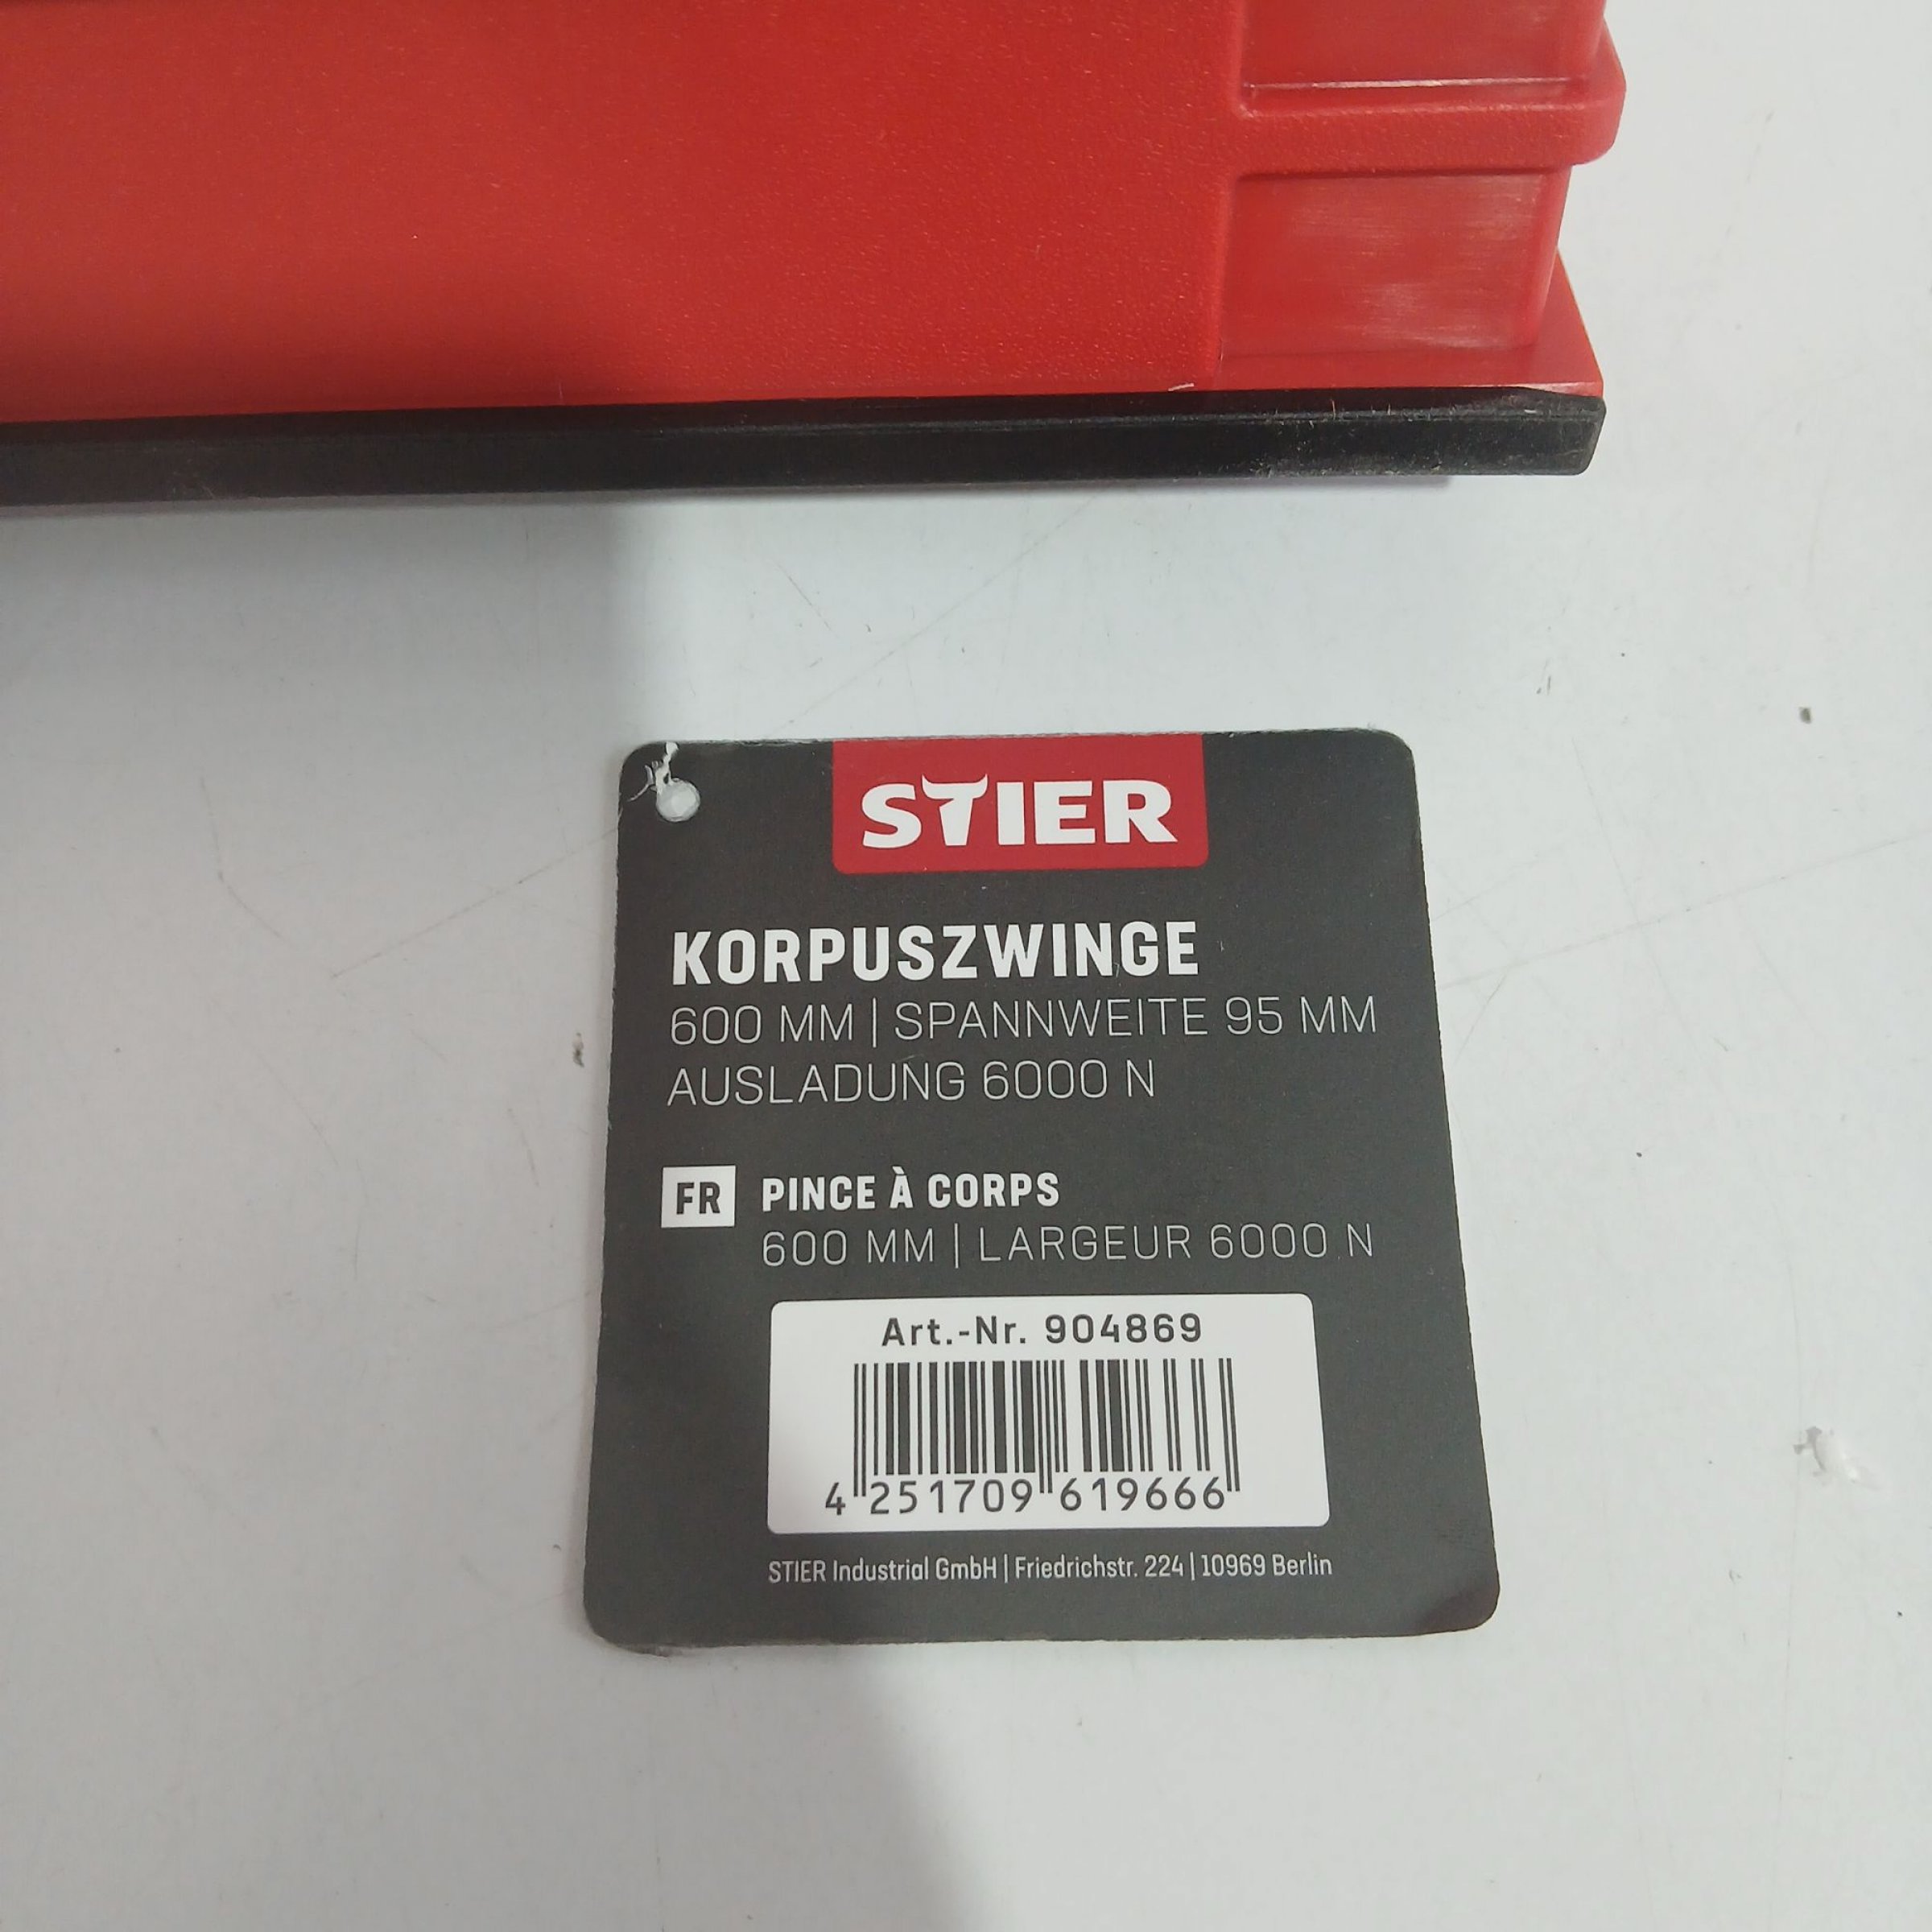 STIER
KORPUSZWINGE
600 MM | SPANNWEITE 95 MM
AUSLADUNG 6000 N
FR PINCE À CORPS
600 MM | LARGEUR 6000 N
Art.-Nr. 904869
4 251709 619666
STIER Industrial GmbH | Friedrichstr. 224 | 10969 Berlin